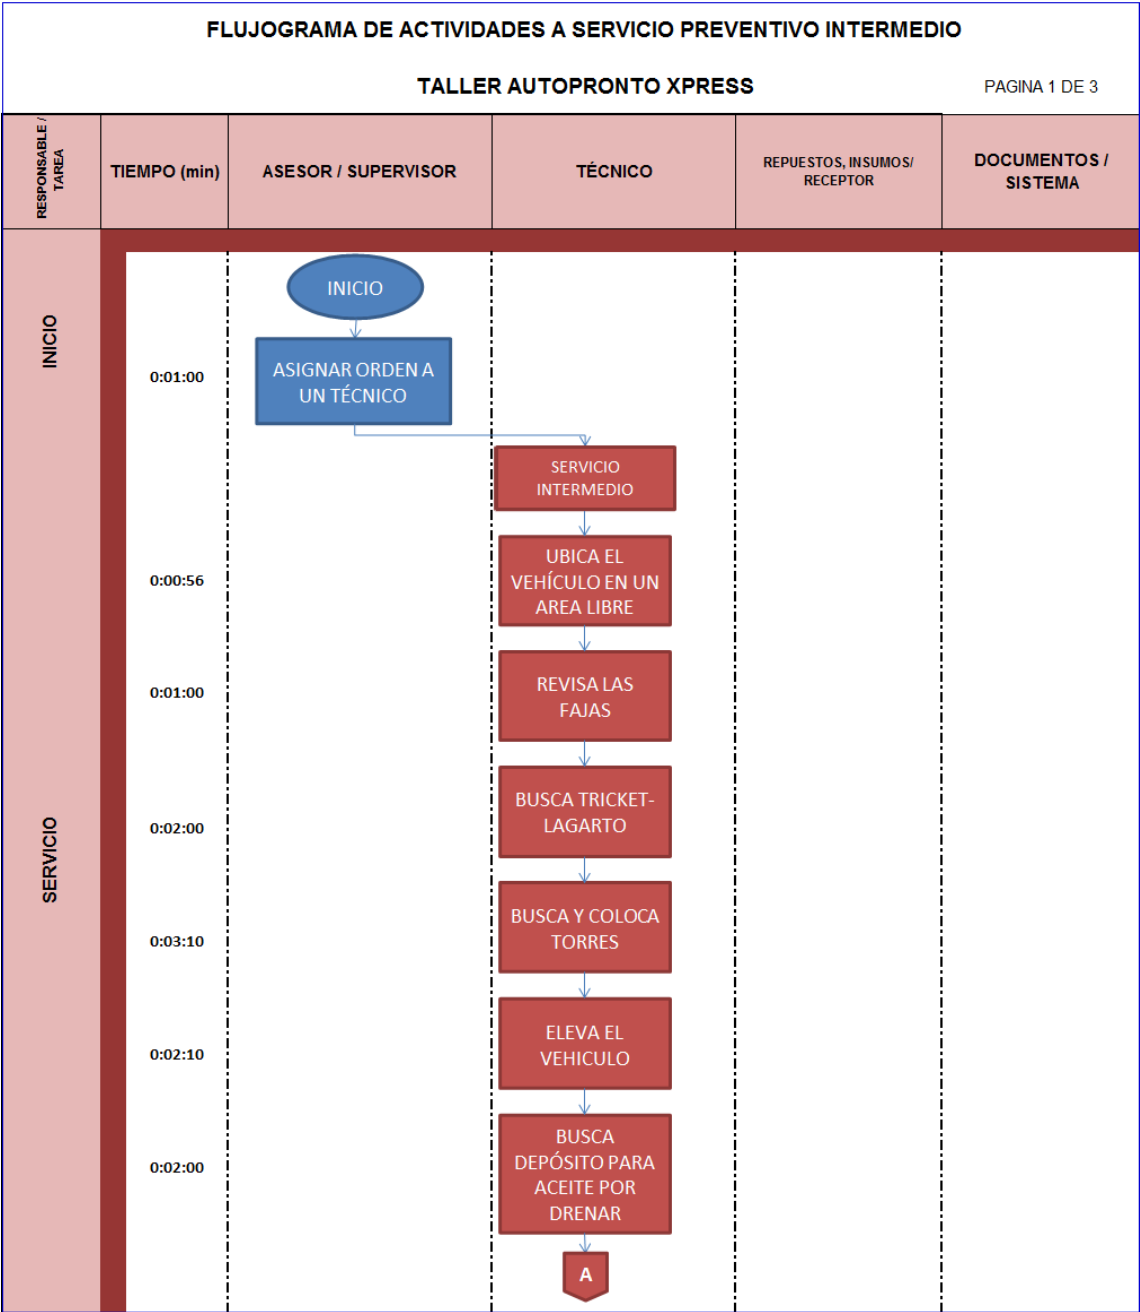 FLUJOGRAMA DE ACTIVIDADES A SERVICIO PREVENTIVO INTERMEDIO
TALLER AUTOPRONTO XPRESS
PAGINA 1 DE 3
RESPONSABLE /
TAREA
TIEMPO (min)
ASESOR / SUPERVISOR
TÉCNICO
REPUESTOS, INSUMOS/
RECEPTOR
DOCUMENTOS /
SISTEMA
INICIO
INICIO
0:01:00
ASIGNAR ORDEN A
UN TÉCNICO
SERVICIO
INTERMEDIO
SERVICIO
0:00:56
UBICA EL
VEHÍCULO EN UN
AREA LIBRE
0:01:00
REVISA LAS
FAJAS
0:02:00
BUSCA TRICKET-
LAGARTO
0:03:10
BUSCA Y COLOCA
TORRES
0:02:10
ELEVA EL
VEHICULO
0:02:00
BUSCA
DEPÓSITO PARA
ACEITE POR
DRENAR
A